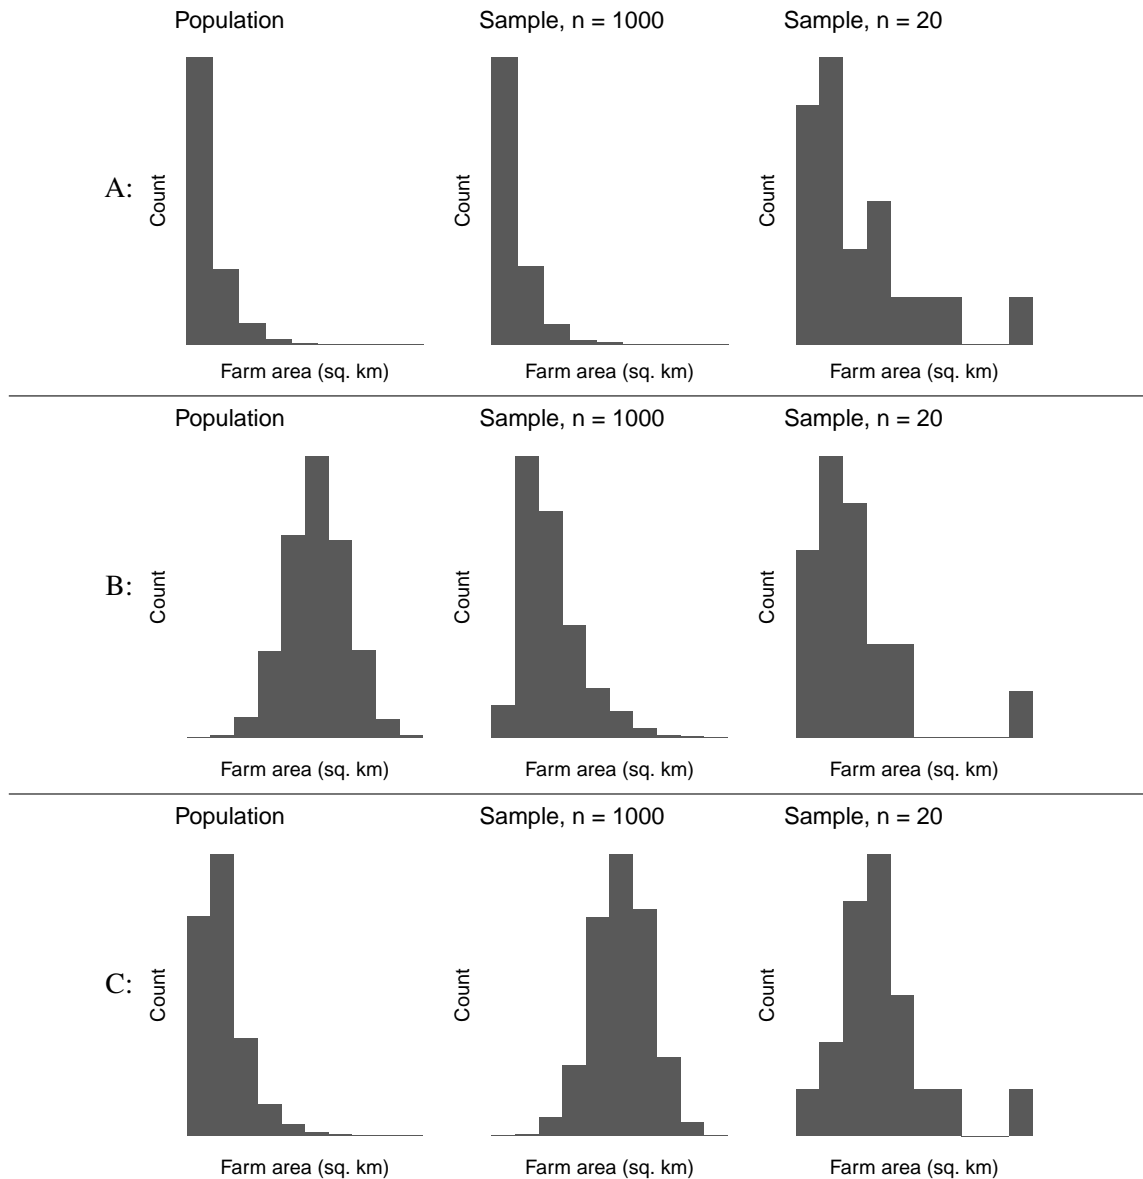 Population
Sample, n = 1000
Sample, n = 20
A:
Count
Count
Count
Farm area (sq. km)
Farm area (sq. km)
Farm area (sq. km)
Population
Sample, n = 1000
Sample, n = 20
B:
Count
Count
Count
Farm area (sq. km)
Farm area (sq. km)
Farm area (sq. km)
Population
Sample, n = 1000
Sample, n = 20
C:
Count
Count
Count
Farm area (sq. km)
Farm area (sq. km)
Farm area (sq. km)